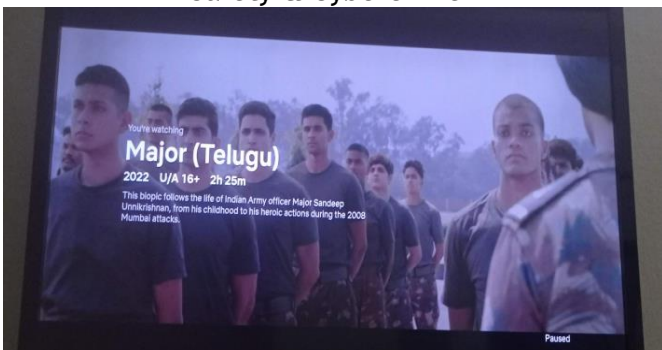 You're watching
Major (Telugu)
2022 U/A 16+ 2h 25m
This biopic follows the life of Indian Army officer Major Sandeep
Unnikrishnan, from his childhood to his heroic actions during the 2008
Mumbai attacks.
Paused